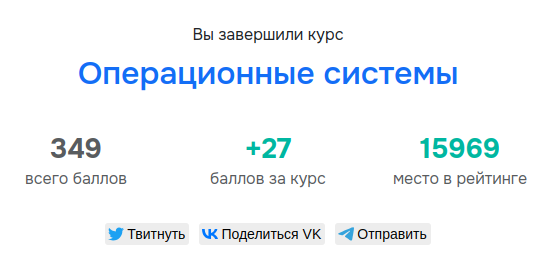 Вы завершили курс
Операционные системы
349 +27 15969
всего баллов баллов за курс место в рейтинге
Твитнуть Поделиться VK Отправить